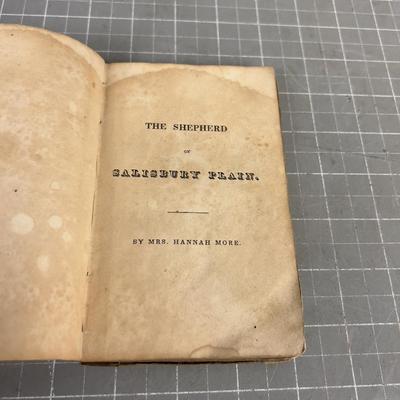 THE SHEPHERD
OF
SALISBURY PLAIN.
BY MRS. HANNAH MORE.